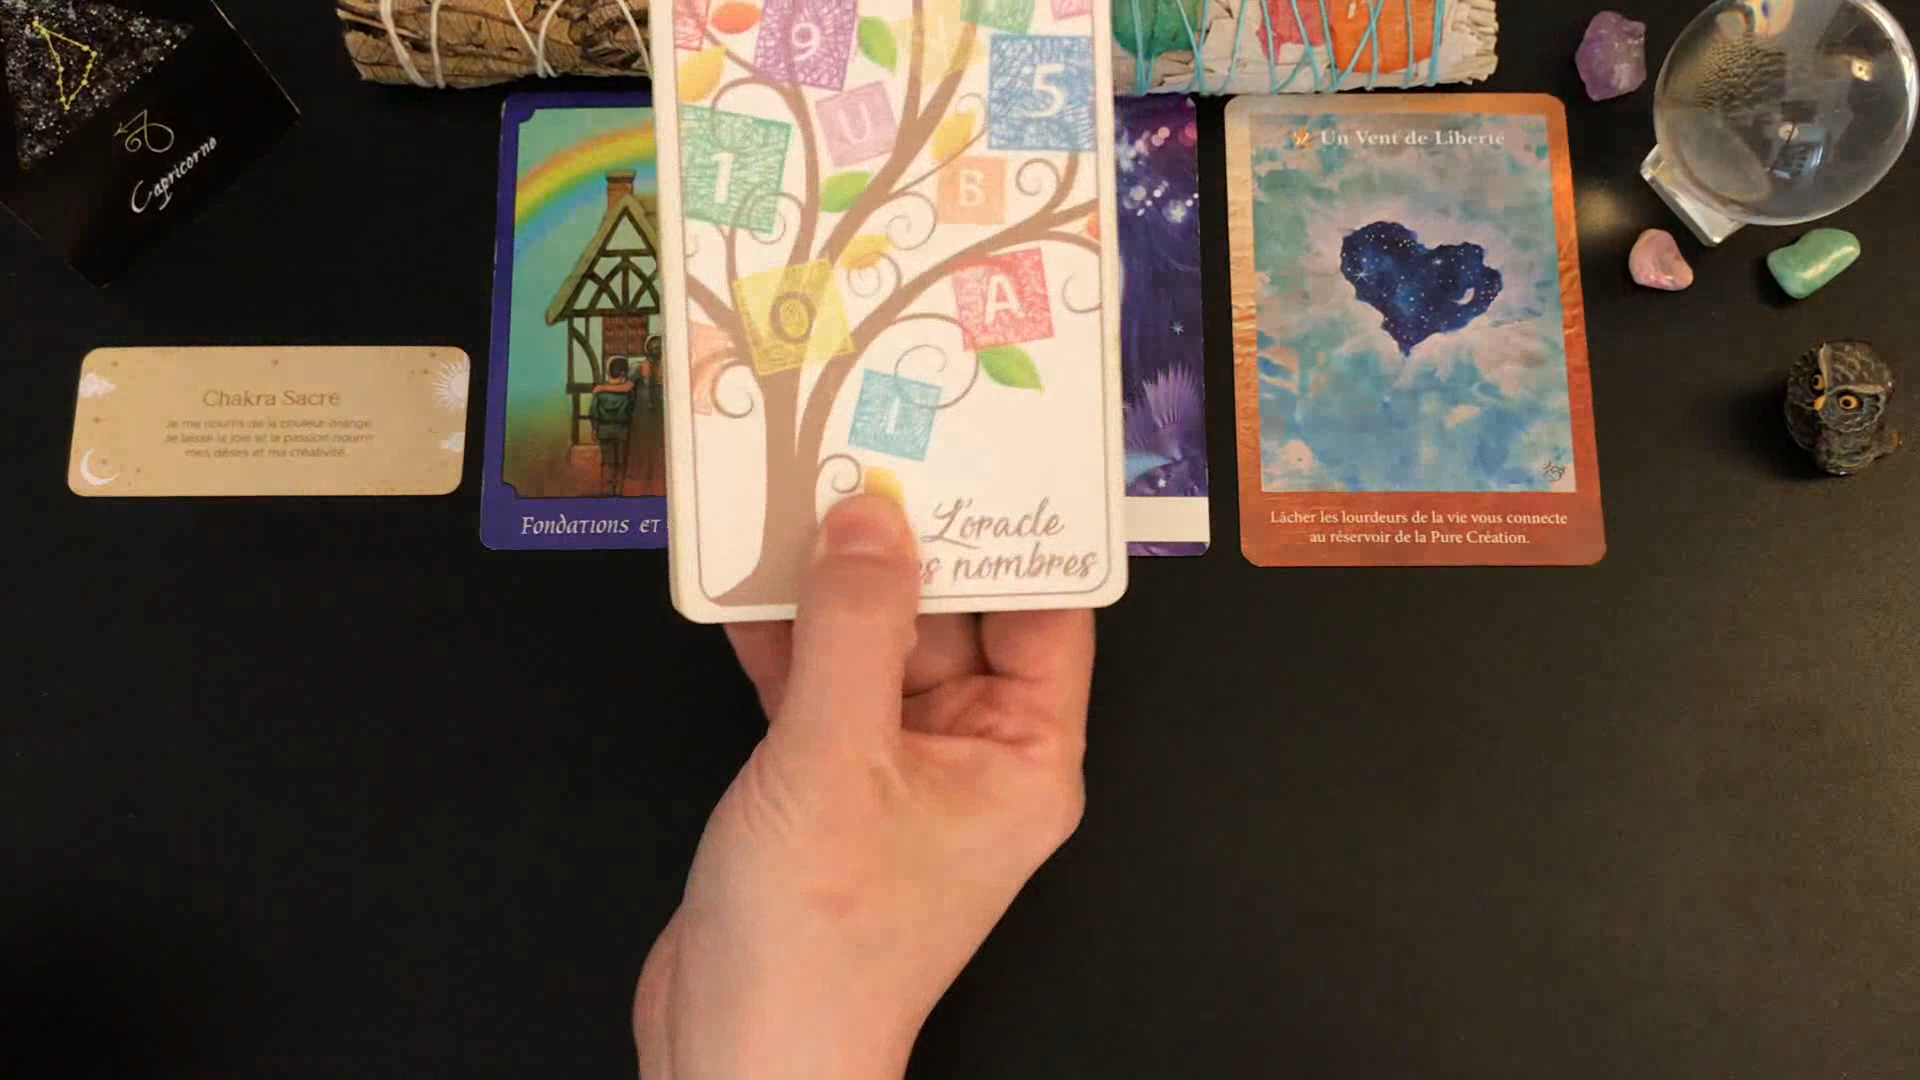 Capricorne
Chakra Sacré
Je me nourris de la couleur orange.
Je laisse la joie et la passion nourrir
mes désirs et ma créativité.
Fondations et
9
U
5
1
B
O
A
1
L'oracle
es nombres
Un Vent de Liberté
Lâcher les lourdeurs de la vie vous connecte
au réservoir de la Pure Création.